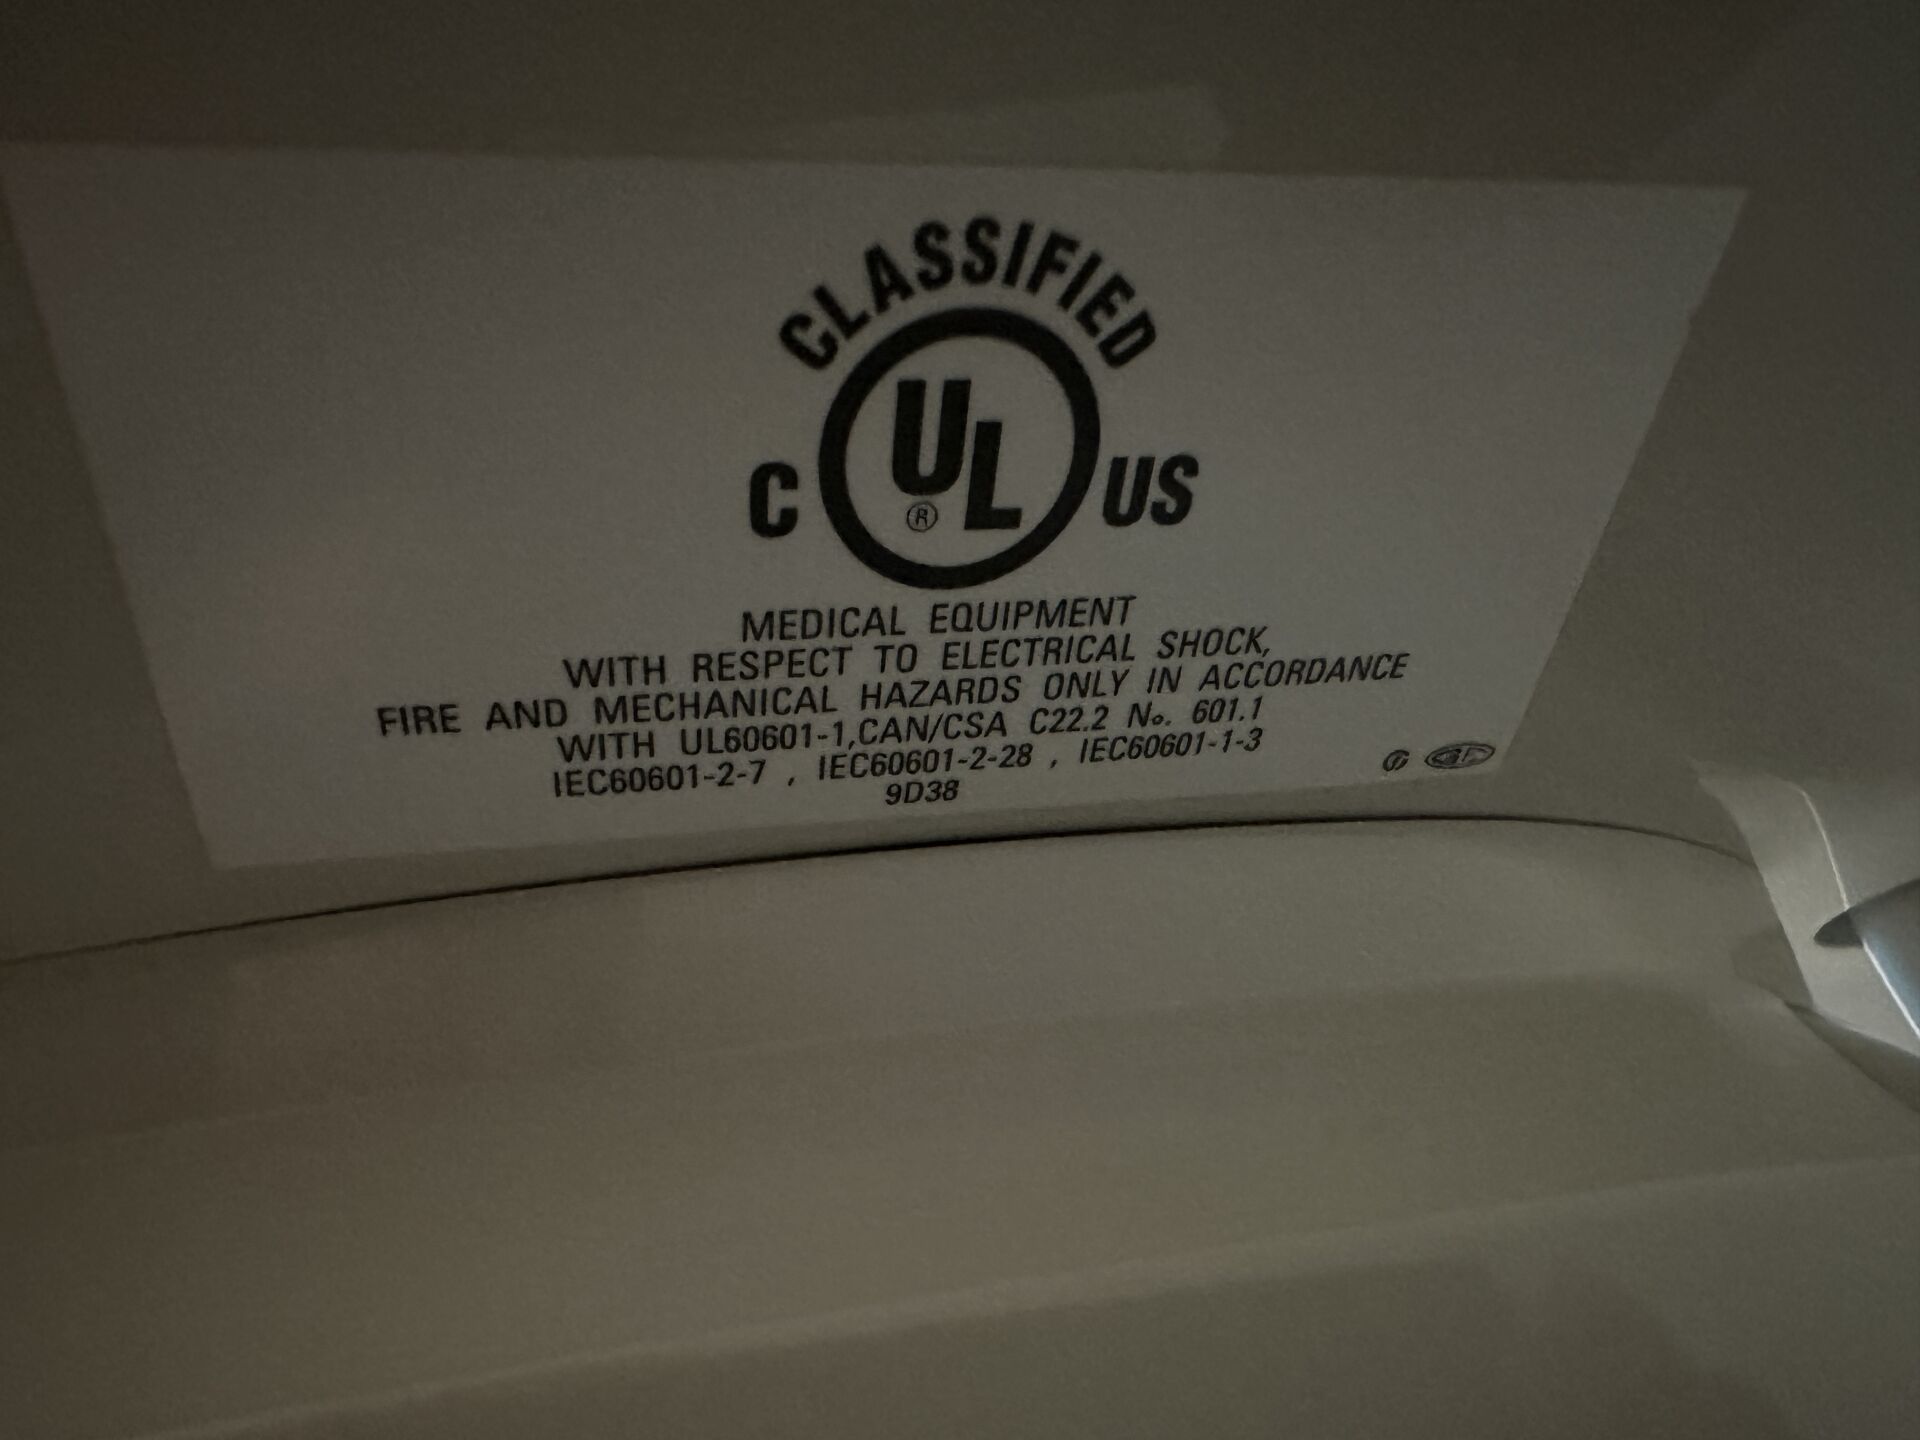 CLASSIFIED
C UL® US
MEDICAL EQUIPMENT
WITH RESPECT TO ELECTRICAL SHOCK,
FIRE AND MECHANICAL HAZARDS ONLY IN ACCORDANCE
WITH UL60601-1,CAN/CSA C22.2 No. 601.1
IEC60601-2-7 , IEC60601-2-28 , IEC60601-1-3
9D38